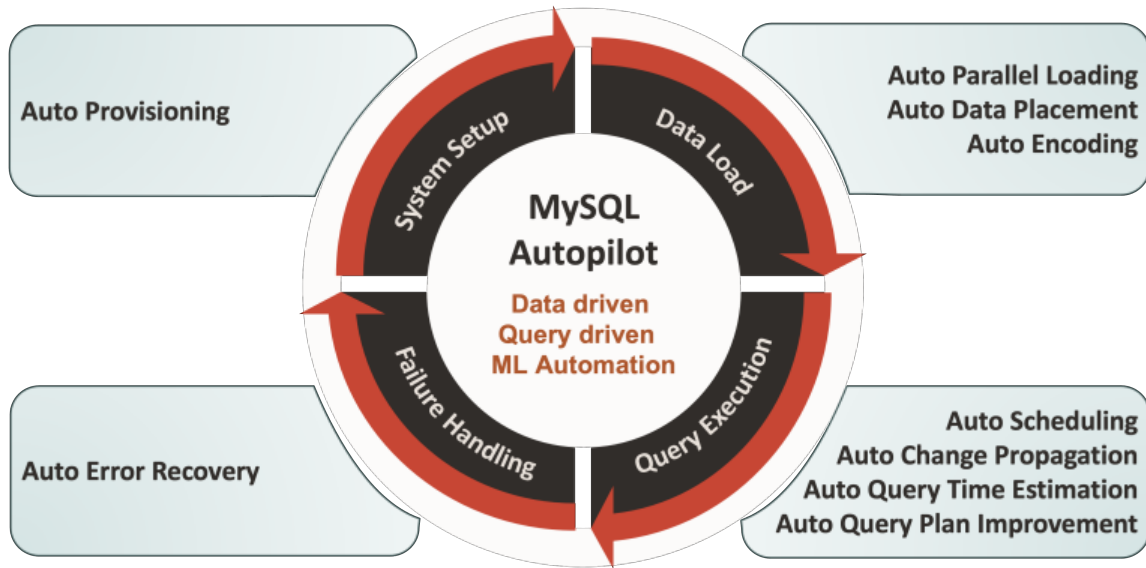 Auto Provisioning
System Setup
Data Load
Auto Parallel Loading
Auto Data Placement
Auto Encoding
MySQL
Autopilot
Data driven
Query driven
ML Automation
Auto Error Recovery
Failure Handling
Query Execution
Auto Scheduling
Auto Change Propagation
Auto Query Time Estimation
Auto Query Plan Improvement